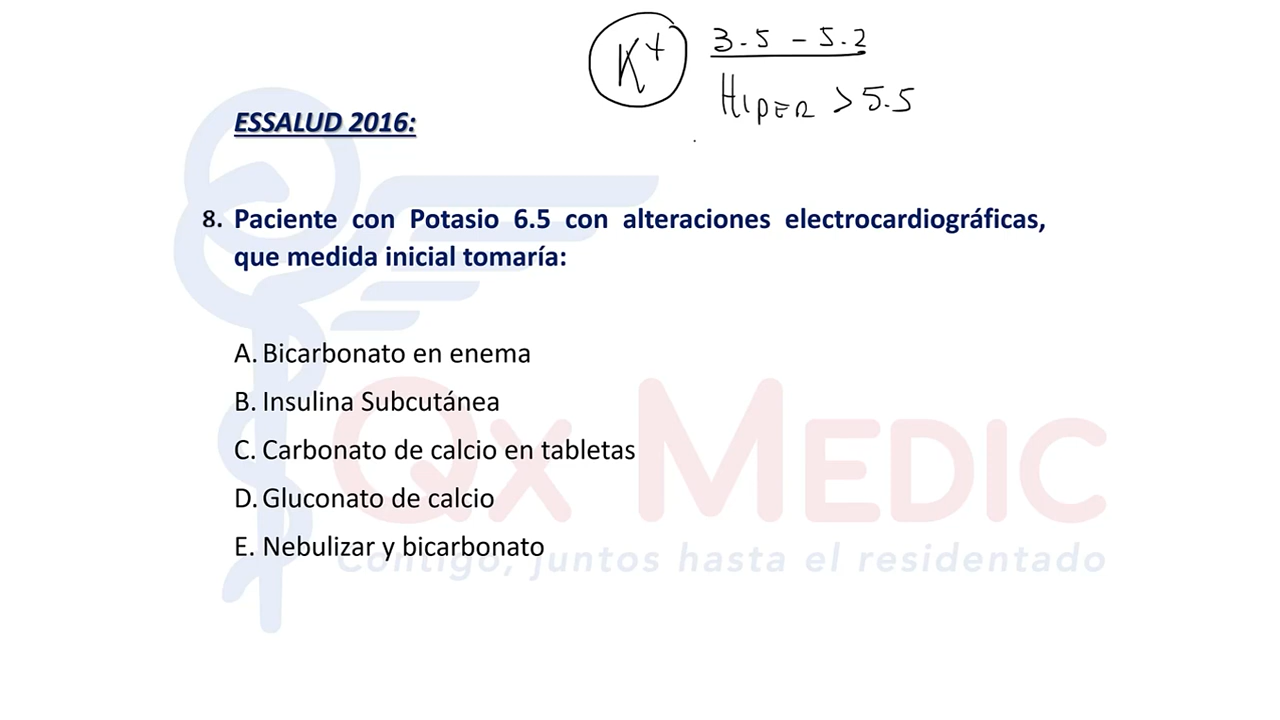 K+ 3.5 - 5.2
HIPER > 5.5
ESSALUD 2016:
8. Paciente con Potasio 6.5 con alteraciones electrocardiográficas,
que medida inicial tomaría:
A. Bicarbonato en enema
B. Insulina Subcutánea
C. Carbonato de calcio en tabletas
D. Gluconato de calcio
E. Nebulizar y bicarbonato
QX MEDIC
Contigo, juntos hasta el residentado